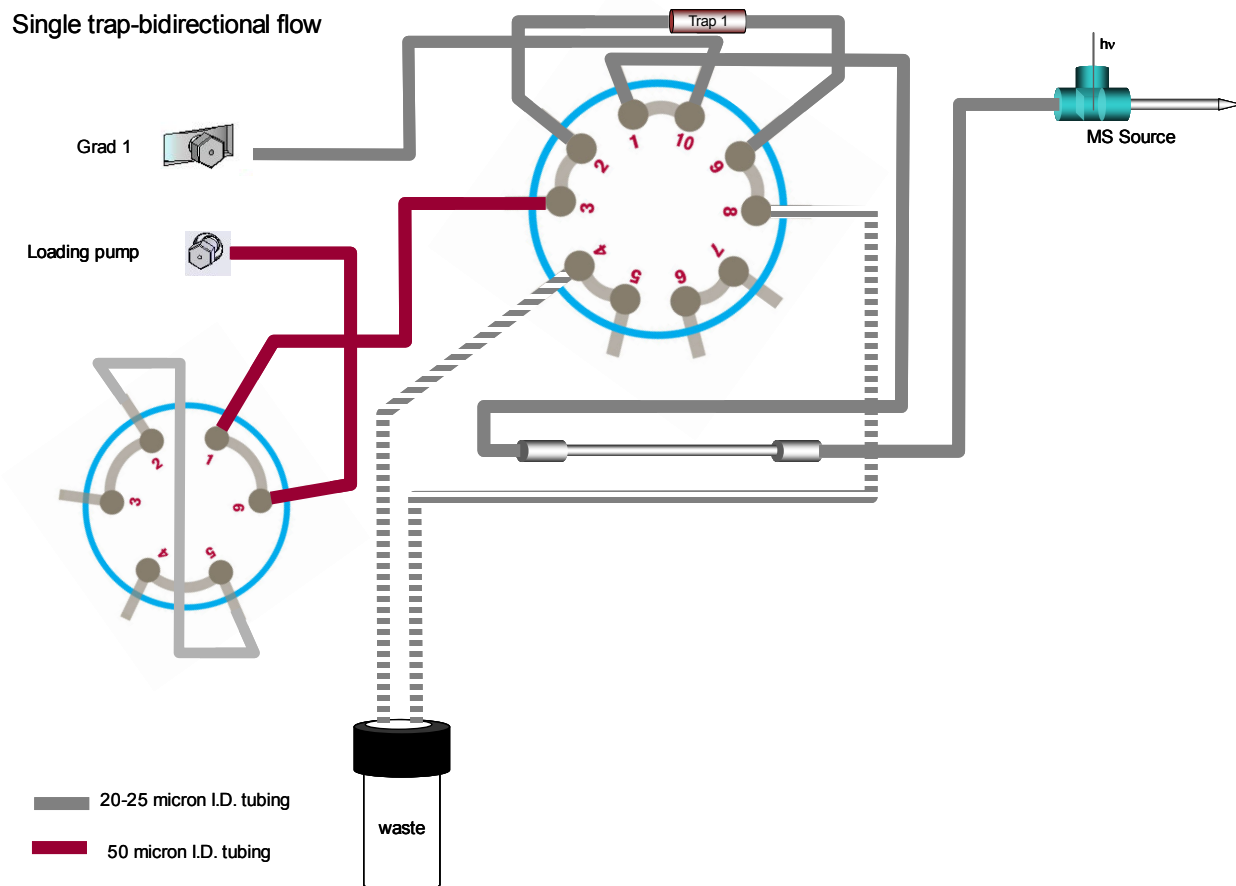 Single trap-bidirectional flow
Trap 1
hν
MS Source
Grad 1
1
10
2
9
3
8
4
7
5
6
Loading pump
2
1
3
6
4
5
20-25 micron I.D. tubing
50 micron I.D. tubing
waste